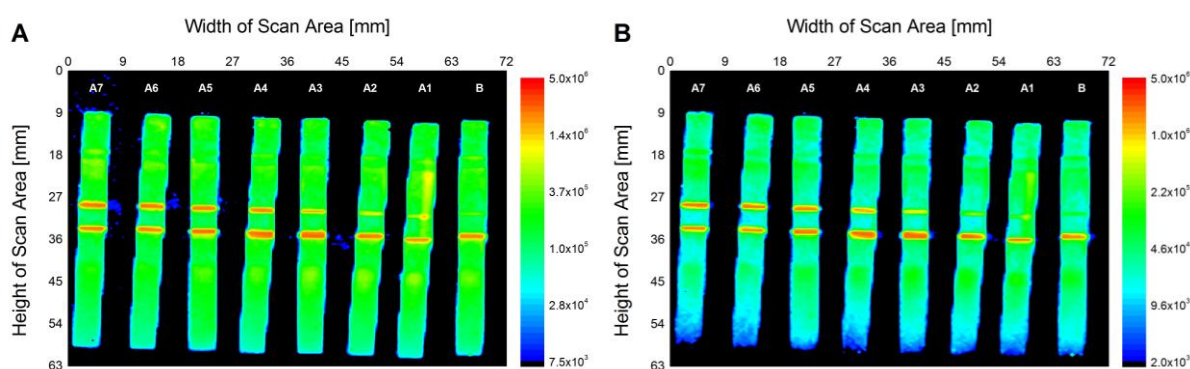 A
Width of Scan Area [mm]
0 9 18 27 36 45 54 63 72
A7 A6 A5 A4 A3 A2 A1 B
Height of Scan Area [mm]
0
9
18
27
36
45
54
63
5.0x10⁶
1.4x10⁶
3.7x10⁵
1.0x10⁵
2.8x10⁴
7.5x10³
B
Width of Scan Area [mm]
0 9 18 27 36 45 54 63 72
A7 A6 A5 A4 A3 A2 A1 B
Height of Scan Area [mm]
0
9
18
27
36
45
54
63
5.0x10⁶
1.0x10⁶
2.2x10⁵
4.6x10⁴
9.6x10³
2.0x10³